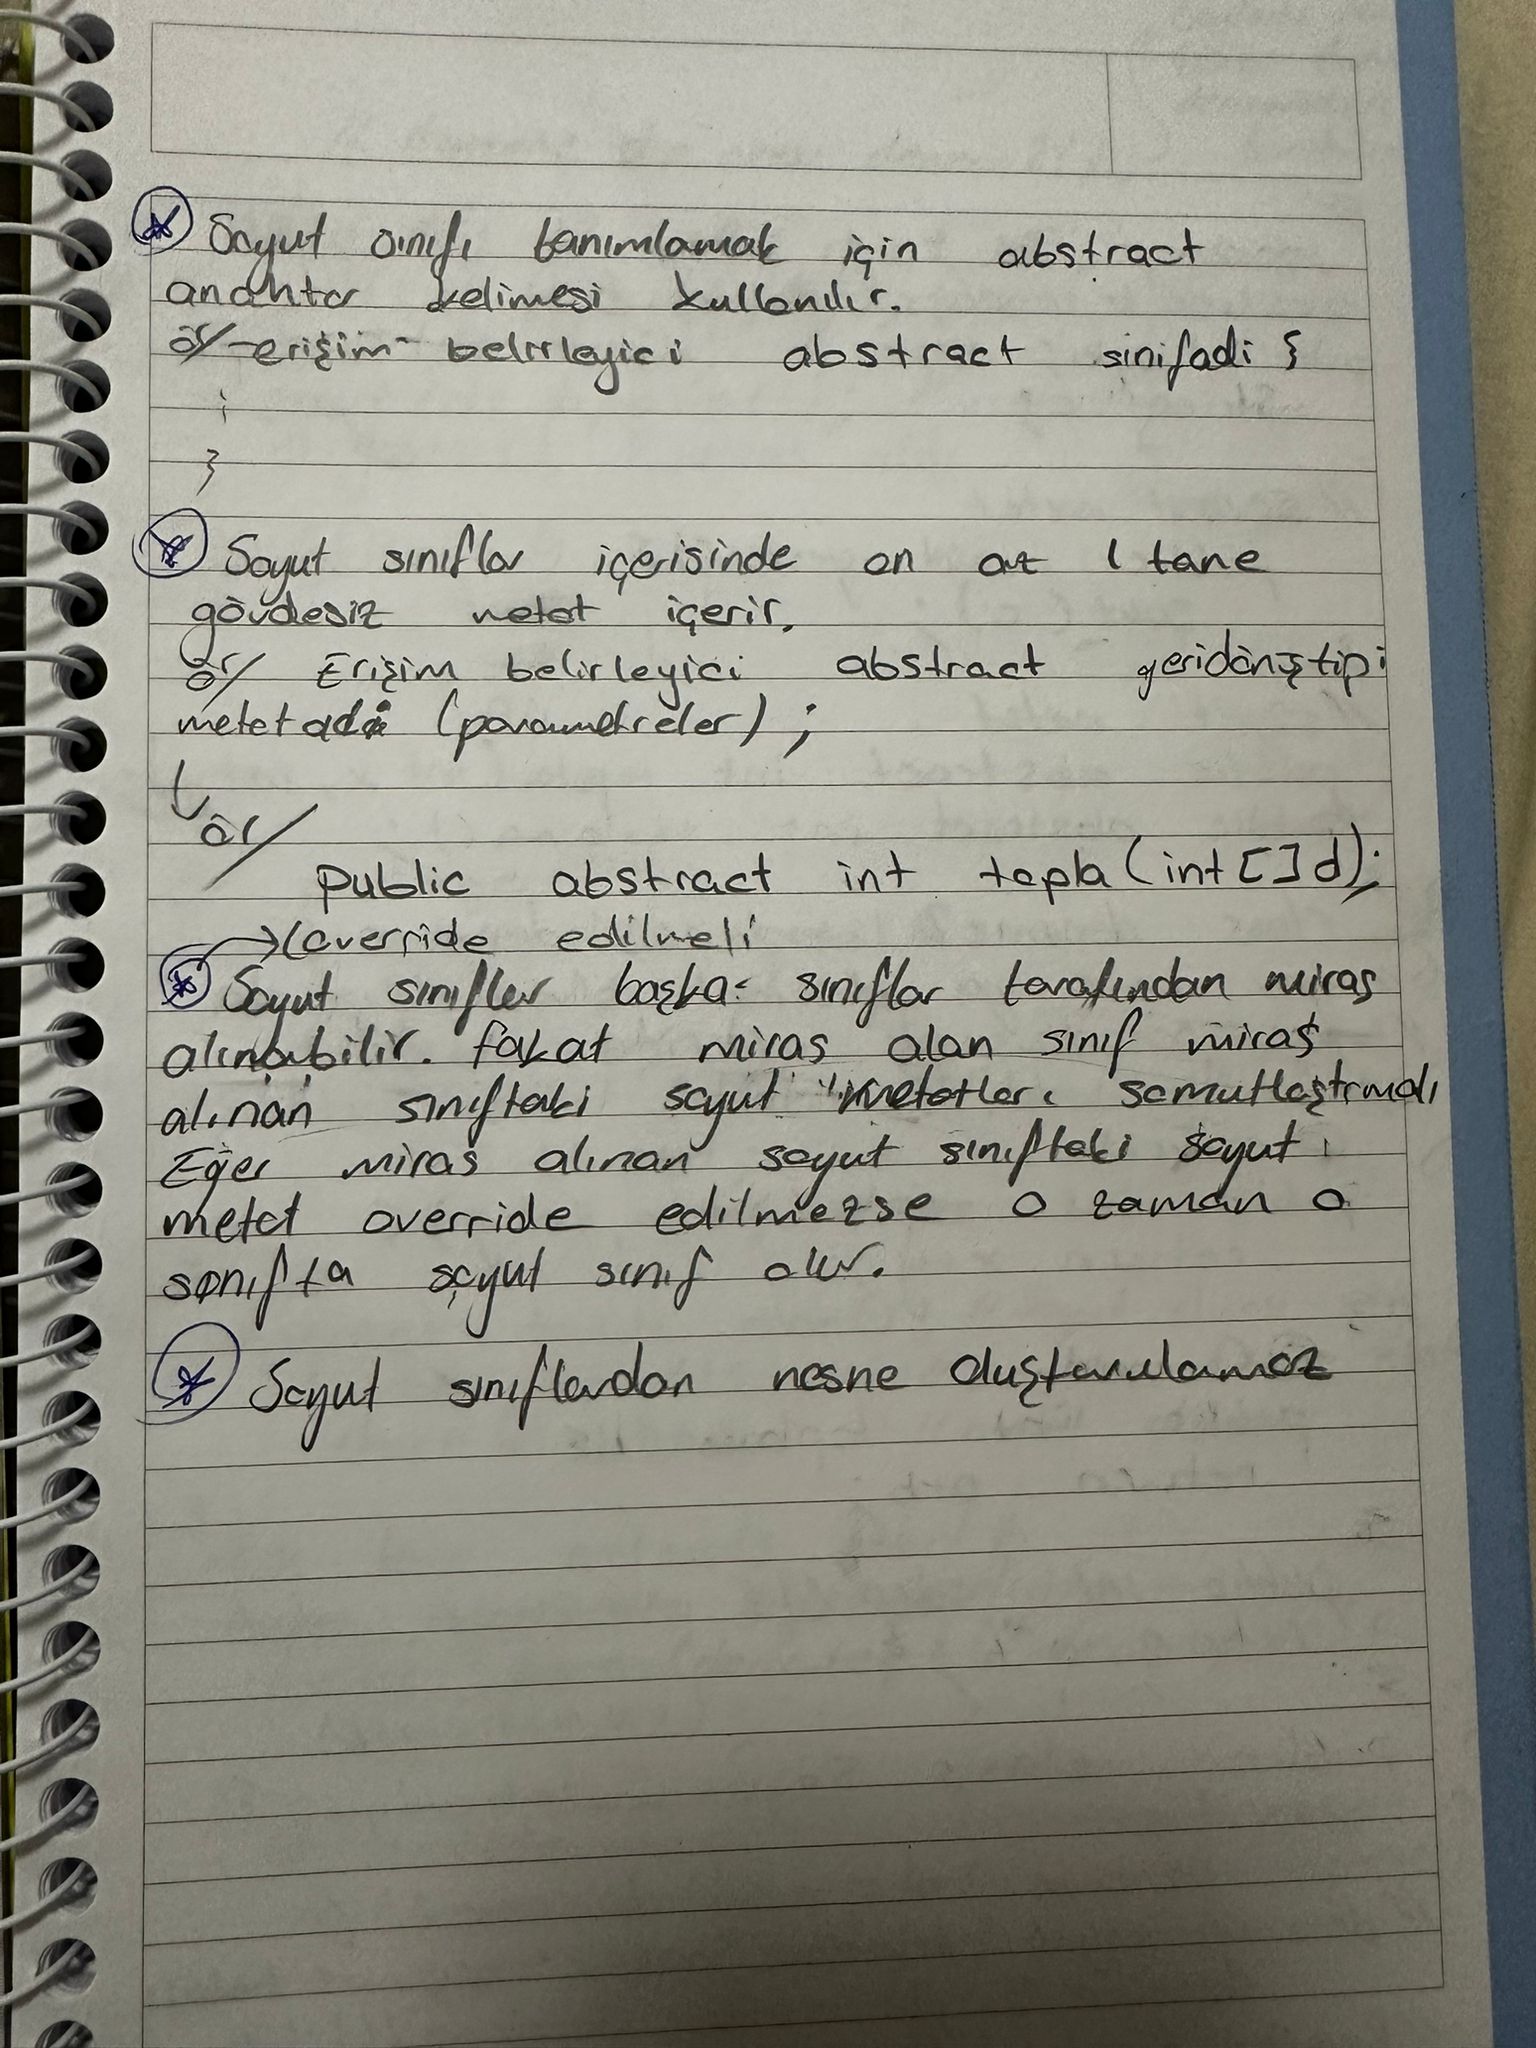 Soyut sınıfı tanımlamak için abstract
anahtar kelimesi kullanılır.
ör/ erişim belirleyici abstract sinifadi {
}
Soyut sınıflar içerisinde en az 1 tane
gövdesiz metot içerir.
ör/ Erişim belirleyici abstract geridönüştipi
metot adı (parametreler) ;
ör/
public abstract int topla (int [] d);
override edilmeli
Soyut sınıflar başka sınıflar tarafından miras
alınabilir. fakat miras alan sınıf miras
alınan sınıftaki soyut metotları somutlaştırmalı
Eğer miras alınan soyut sınıftaki soyut
metot override edilmezse o zaman o
sınıfta soyut sınıf olur.
Soyut sınıflardan nesne oluşturulamaz